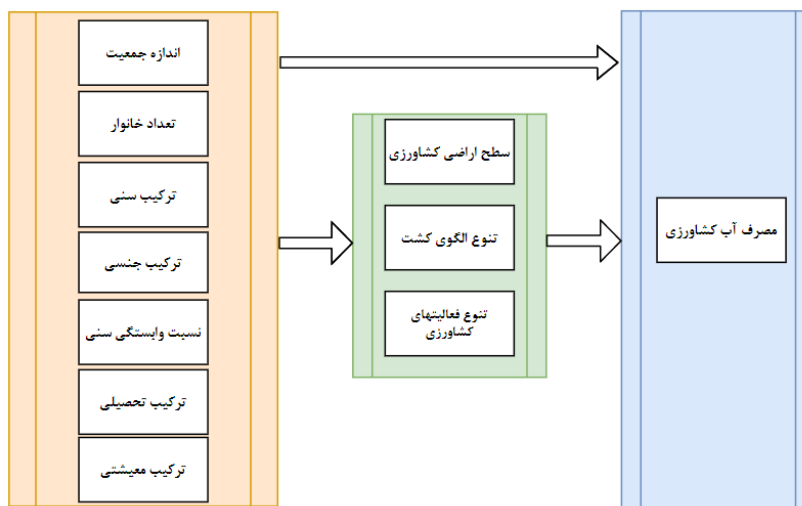 اندازه جمعیت
تعداد خانوار
ترکیب سنی
ترکیب جنسی
نسبت وابستگی سنی
ترکیب تحصیلی
ترکیب معیشتی
سطح اراضی کشاورزی
تنوع الگوی کشت
تنوع فعالیتهای
کشاورزی
مصرف آب کشاورزی